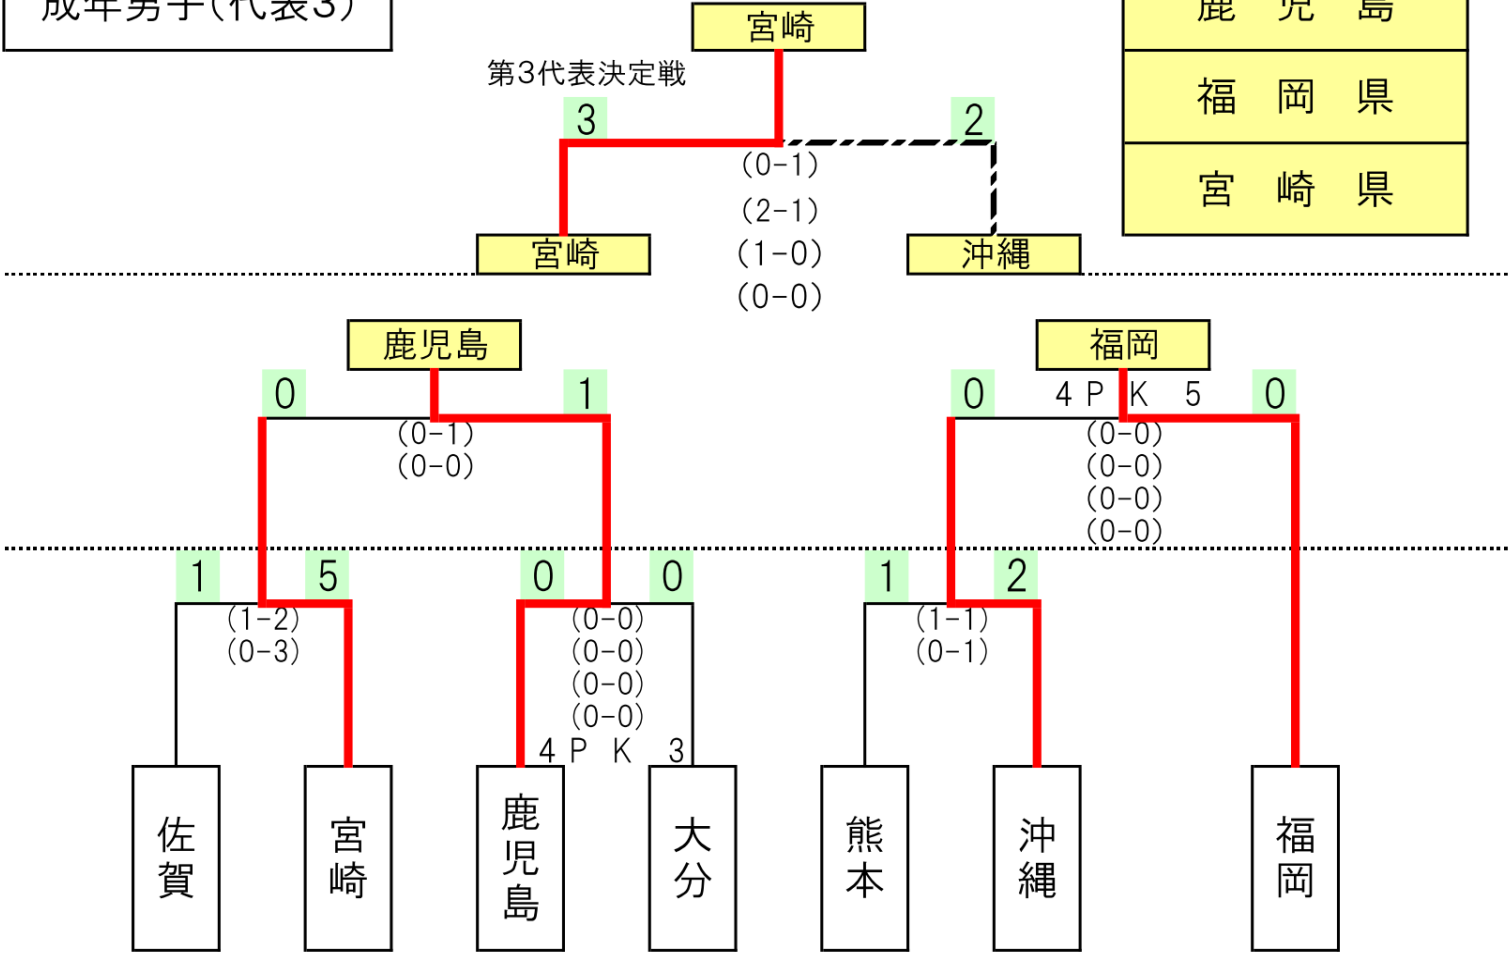 成年男子(代表3)
宮崎
鹿児島
第3代表決定戦
福岡県
3
2
(0-1)
宮崎県
(2-1)
宮崎
(1-0)
沖縄
(0-0)
鹿児島
福岡
0
1
0
4 P K 5
0
(0-1)
(0-0)
(0-0)
(0-0)
(0-0)
(0-0)
1
5
0
0
1
2
(1-2)
(0-3)
(0-0)
(0-0)
(0-0)
(0-0)
4 P K 3
(1-1)
(0-1)
佐賀
宮崎
鹿児島
大分
熊本
沖縄
福岡